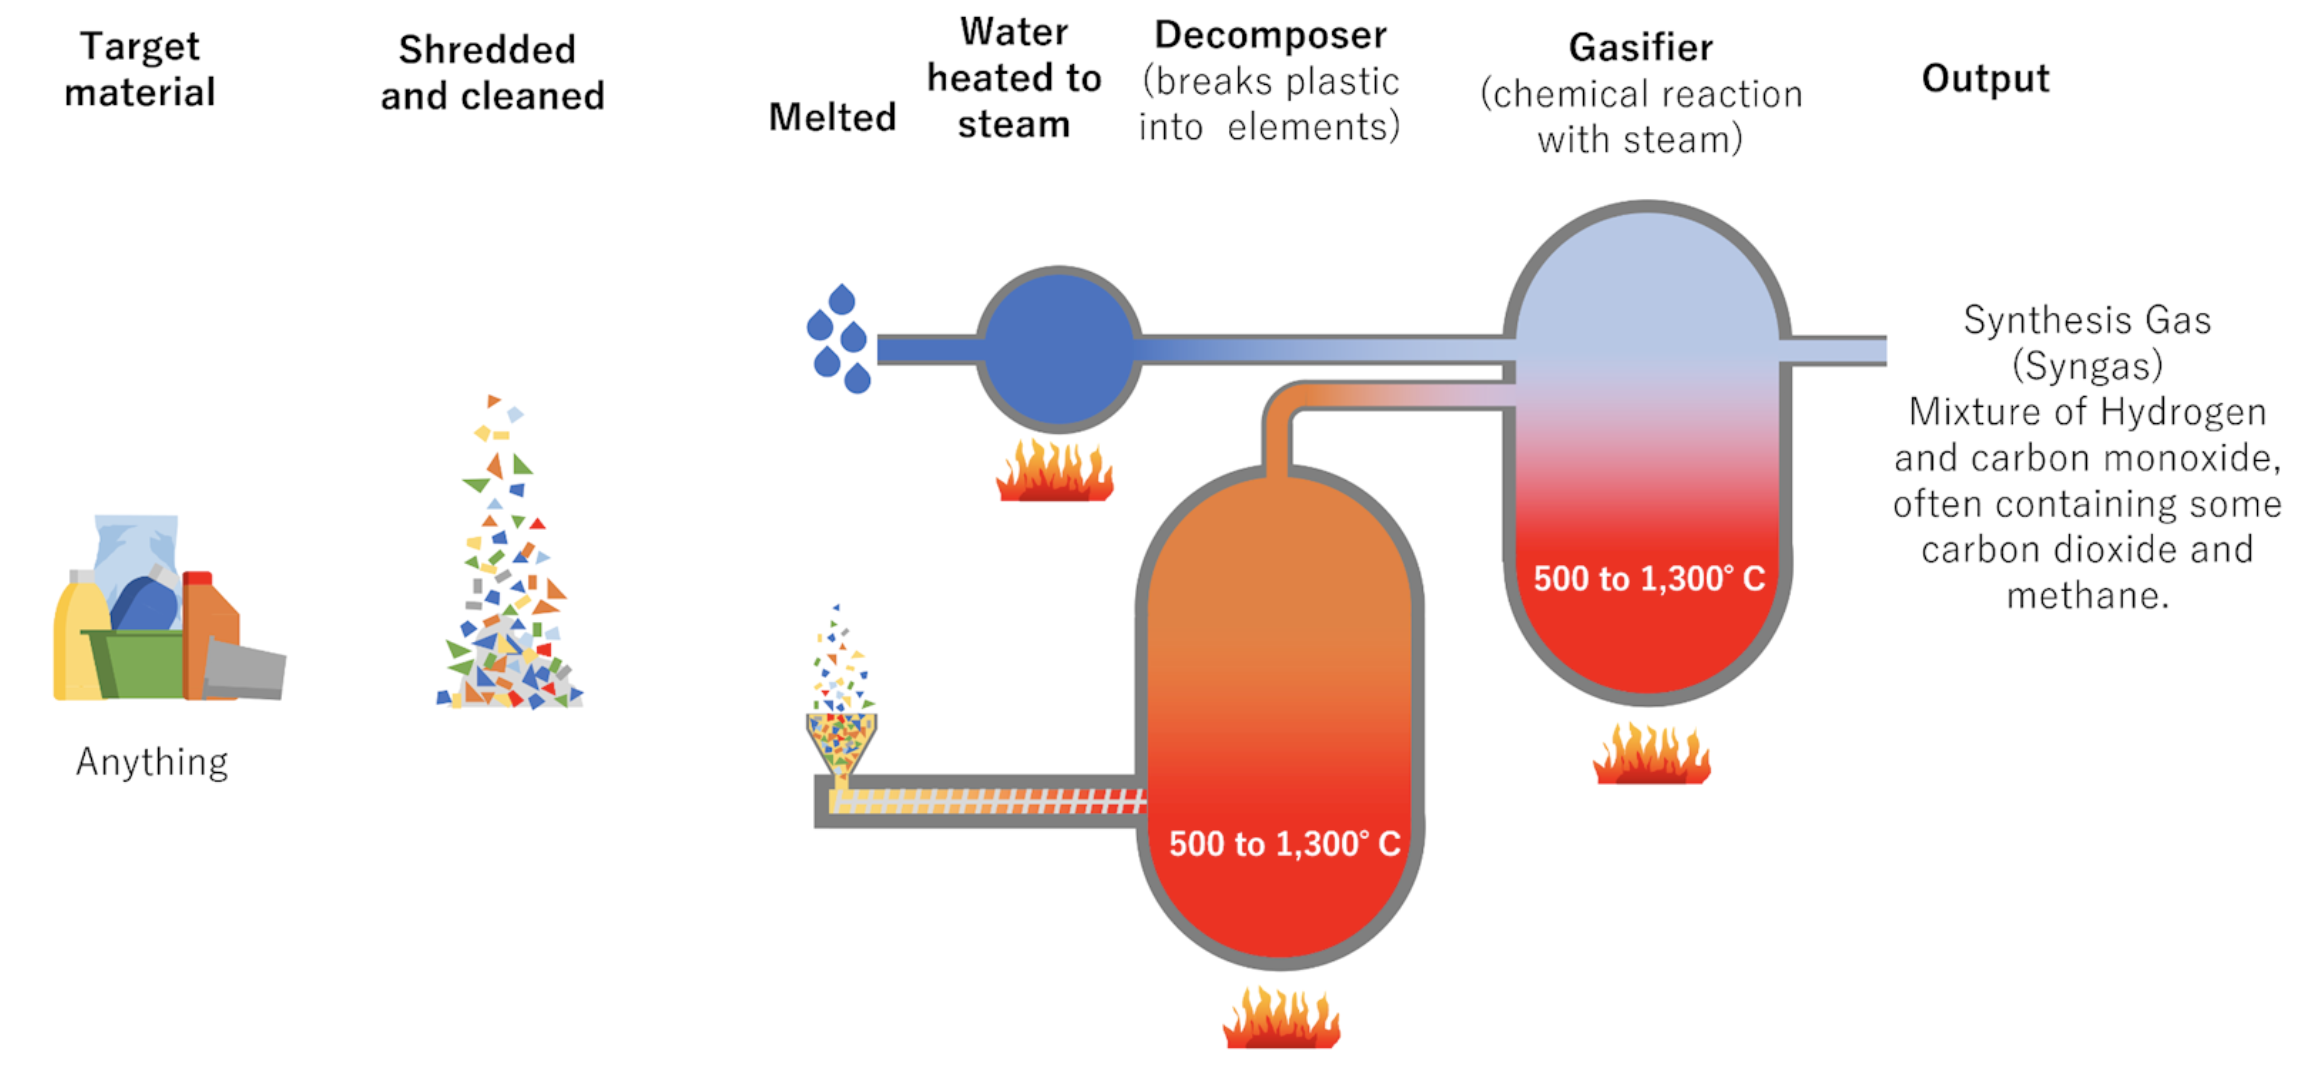 Target
material
Shredded
and cleaned
Melted
Water
heated to
steam
Decomposer
(breaks plastic
into elements)
Gasifier
(chemical reaction
with steam)
Output
Anything
500 to 1,300° C
500 to 1,300° C
Synthesis Gas
(Syngas)
Mixture of Hydrogen
and carbon monoxide,
often containing some
carbon dioxide and
methane.